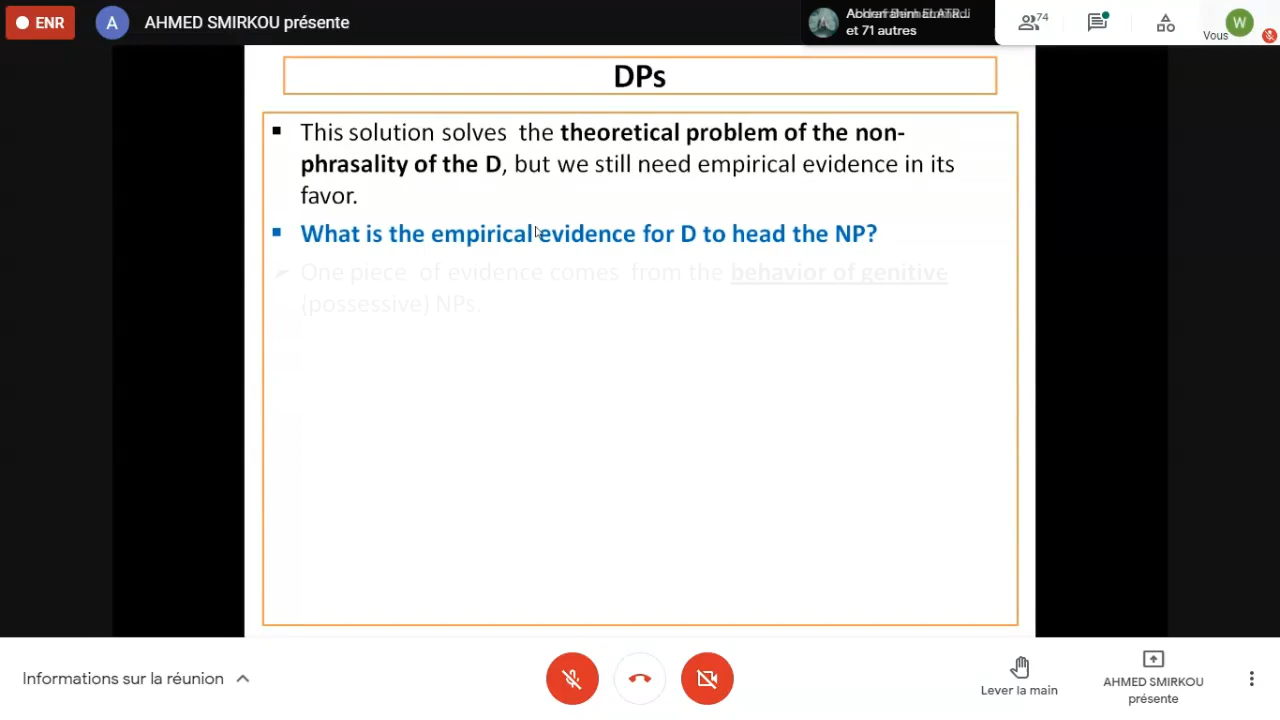 ENR
A
AHMED SMIRKOU présente
et 71 autres
74
W
Vous
DPs
▪ This solution solves the theoretical problem of the non-
phrasality of the D, but we still need empirical evidence in its
favor.
▪ What is the empirical evidence for D to head the NP?
➢ One piece of evidence comes from the behavior of genitive
(possessive) NPs.
Informations sur la réunion
Lever la main
AHMED SMIRKOU
présente